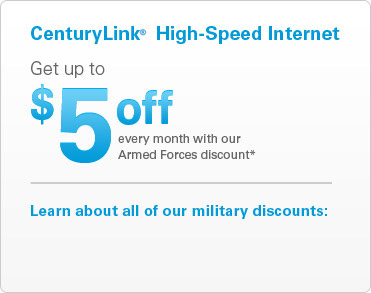 CenturyLink® High-Speed Internet
Get up to
$5 off
every month with our
Armed Forces discount*
Learn about all of our military discounts: